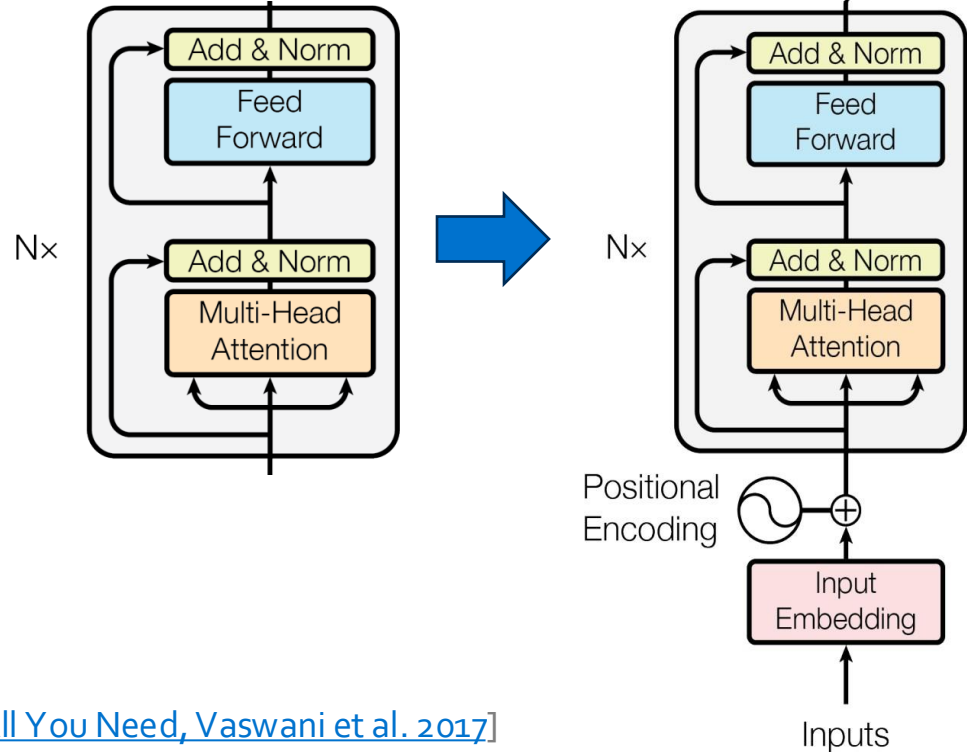 Add & Norm
Feed
Forward
Nx
Add & Norm
Multi-Head
Attention
Add & Norm
Feed
Forward
Nx
Add & Norm
Multi-Head
Attention
Positional
Encoding
Input
Embedding
Inputs
ll You Need, Vaswani et al. 2017]